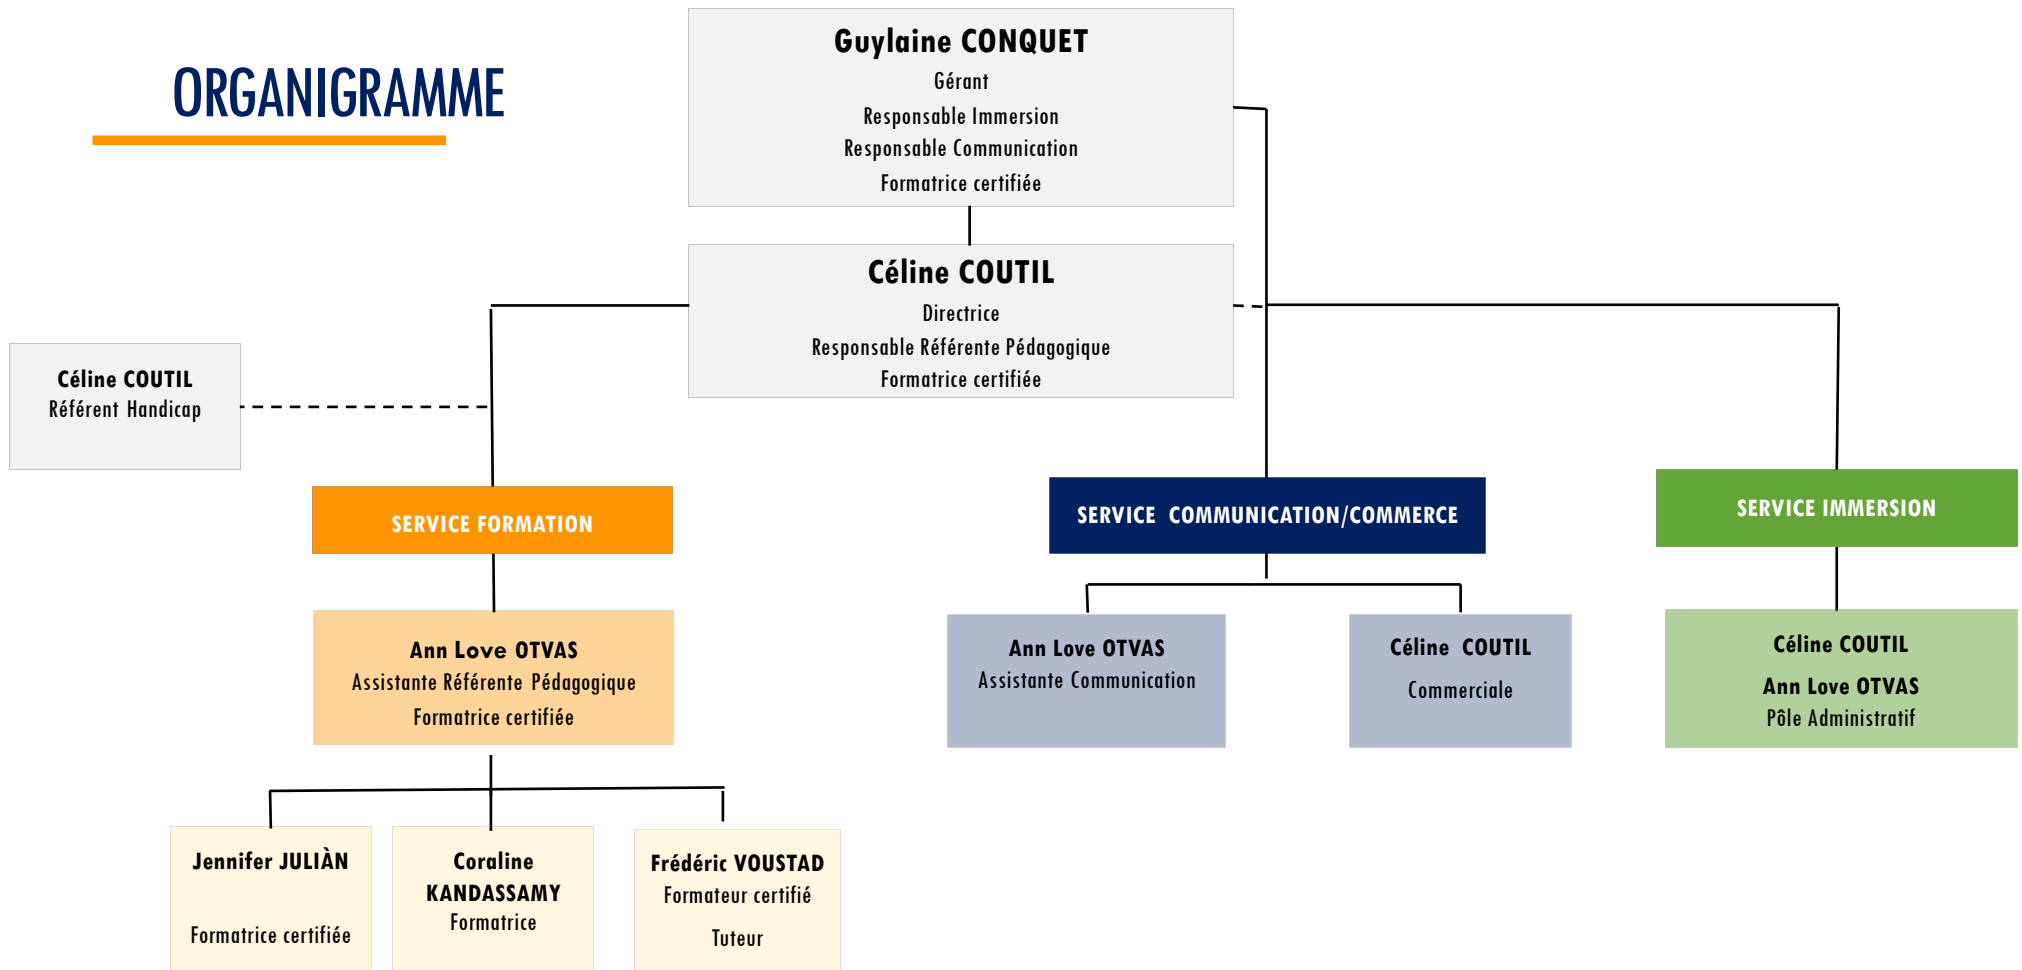 ORGANIGRAMME
Guylaine CONQUET
Gérant
Responsable Immersion
Responsable Communication
Formatrice certifiée
Céline COUTIL
Directrice
Responsable Référente Pédagogique
Formatrice certifiée
Céline COUTIL
Référent Handicap
SERVICE FORMATION
SERVICE COMMUNICATION/COMMERCE
SERVICE IMMERSION
Ann Love OTVAS
Assistante Référente Pédagogique
Formatrice certifiée
Ann Love OTVAS
Assistante Communication
Céline COUTIL
Commerciale
Céline COUTIL
Ann Love OTVAS
Pôle Administratif
Jennifer JULIÀN
Formatrice certifiée
Coraline
KANDASSAMY
Formatrice
Frédéric VOUSTAD
Formateur certifié
Tuteur